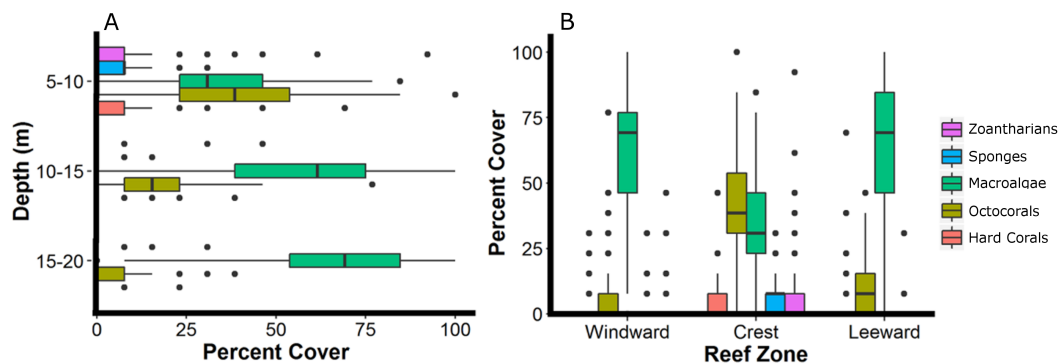 A
5-10
10-15
15-20
Depth (m)
0
25
50
75
100
Percent Cover
B
100
75
50
25
0
Percent Cover
Windward
Crest
Leeward
Reef Zone
Zoantharians
Sponges
Macroalgae
Octocorals
Hard Corals